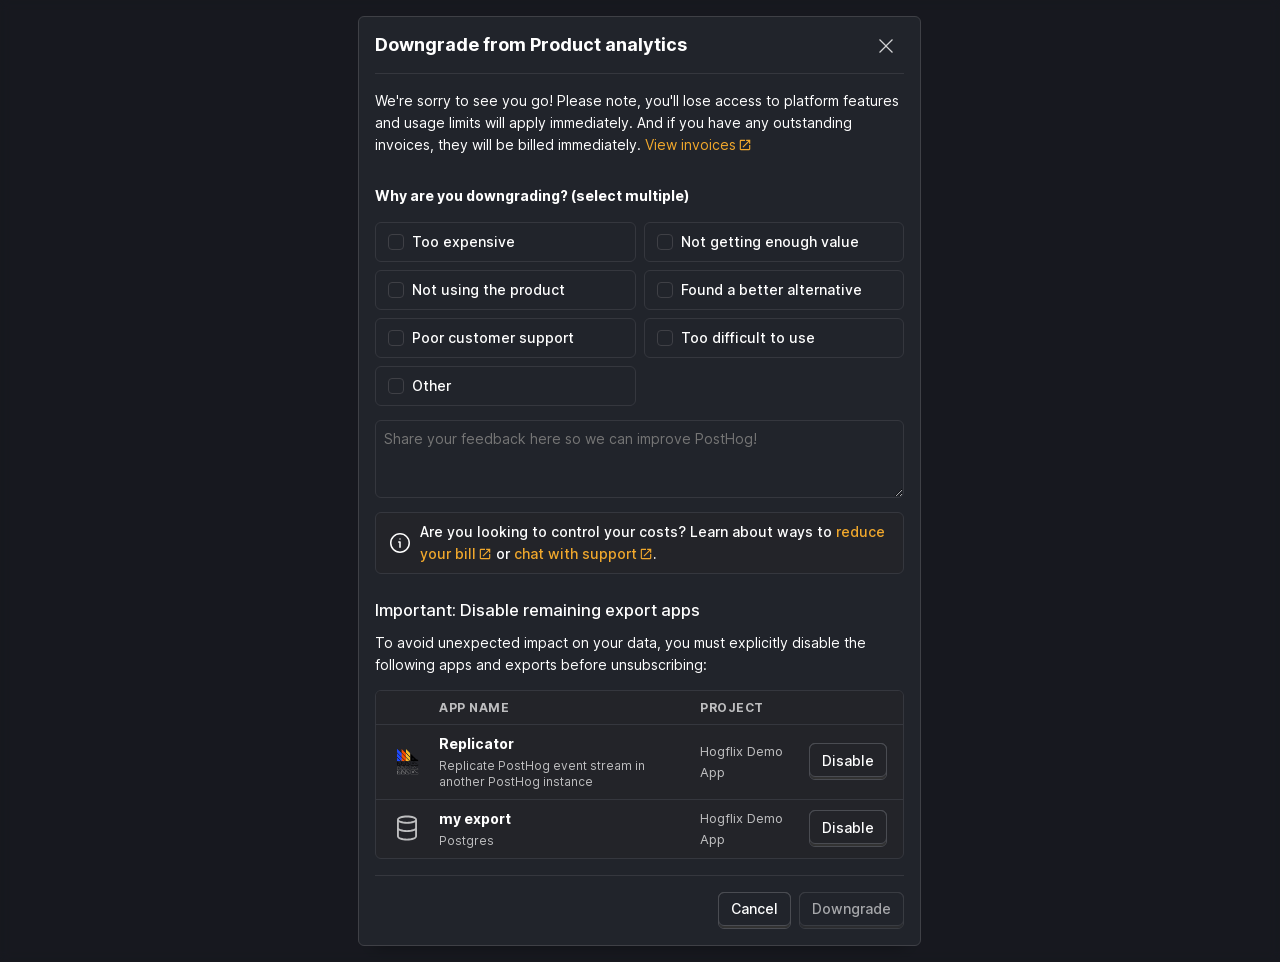 Downgrade from Product analytics
We're sorry to see you go! Please note, you'll lose access to platform features
and usage limits will apply immediately. And if you have any outstanding
invoices, they will be billed immediately. View invoices
Why are you downgrading? (select multiple)
Too expensive
Not getting enough value
Not using the product
Found a better alternative
Poor customer support
Too difficult to use
Other
Share your feedback here so we can improve PostHog!
Are you looking to control your costs? Learn about ways to reduce
your bill or chat with support.
Important: Disable remaining export apps
To avoid unexpected impact on your data, you must explicitly disable the
following apps and exports before unsubscribing:
APP NAME PROJECT
Replicator
Replicate PostHog event stream in
another PostHog instance
Hogflix Demo
App
Disable
my export
Postgres
Hogflix Demo
App
Disable
Cancel
Downgrade